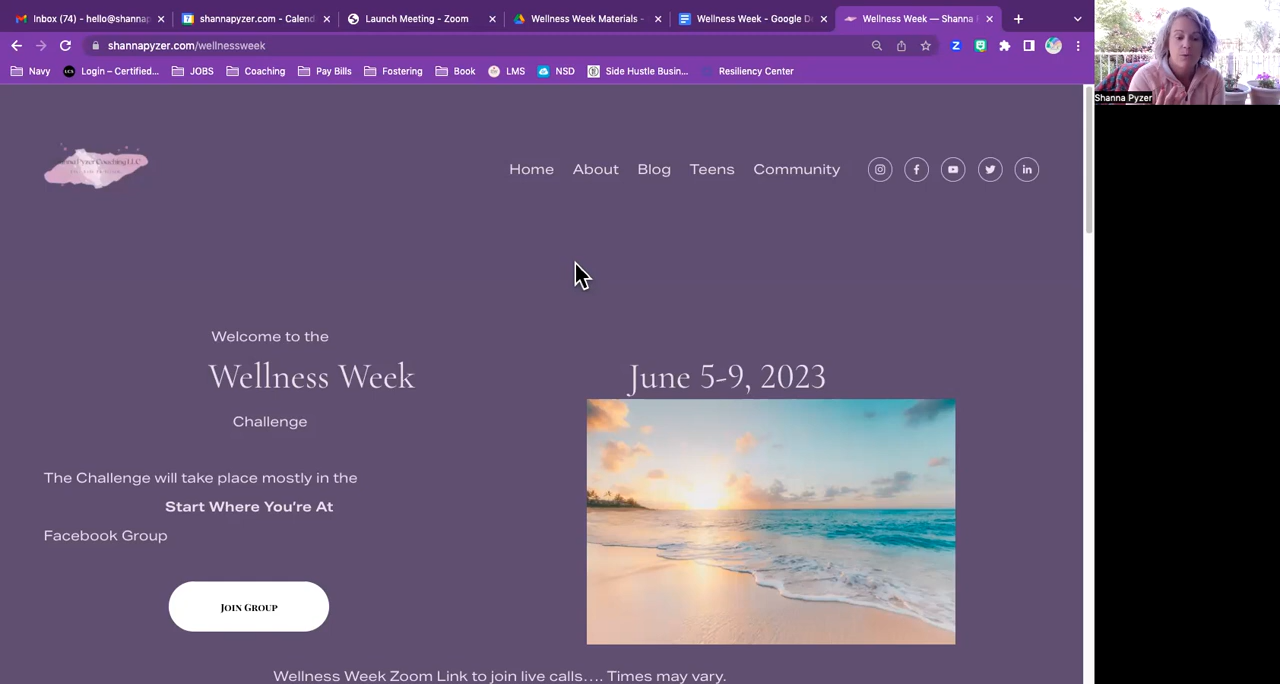 Inbox (74) - hello@shannap
shannapyzer.com - Calend
Launch Meeting - Zoom
Wellness Week Materials -
Wellness Week - Google D
Wellness Week — Shanna
shannapyzer.com/wellnessweek
Navy
Login – Certified...
JOBS
Coaching
Pay Bills
Fostering
Book
LMS
NSD
Side Hustle Busin...
Resiliency Center
Shanna Pyzer
Home
About
Blog
Teens
Community
Welcome to the
Wellness Week
June 5-9, 2023
Challenge
The Challenge will take place mostly in the
Start Where You're At
Facebook Group
Join Group
Wellness Week Zoom Link to join live calls.... Times may vary.